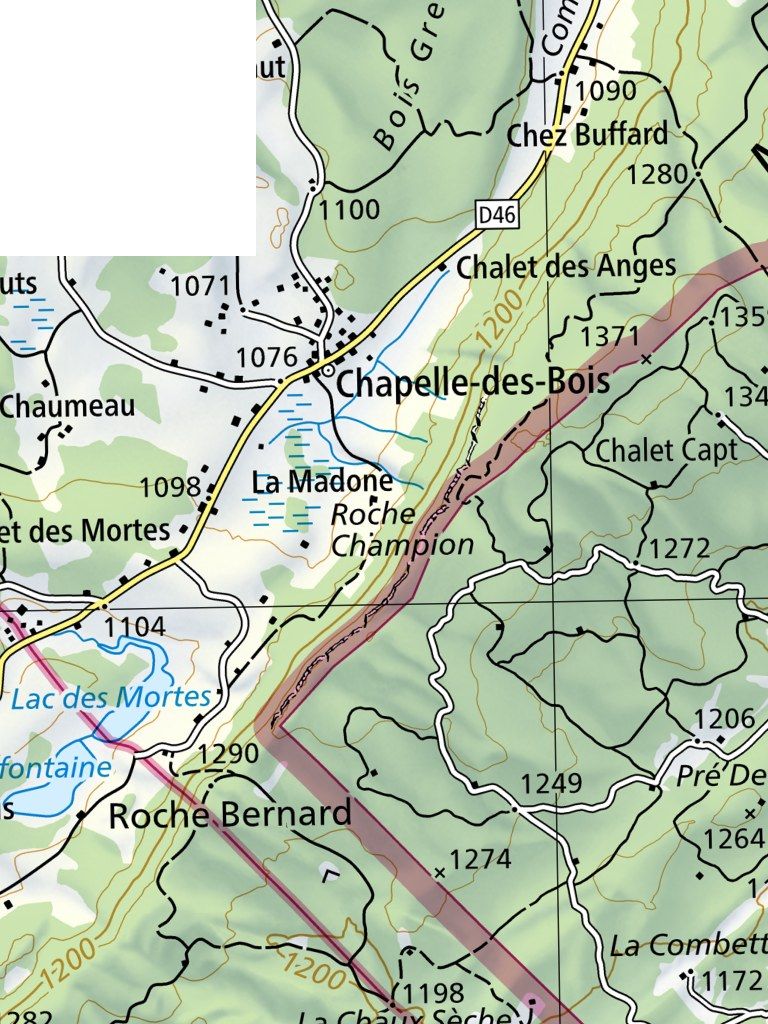 Com
Bois Gre
1090
Chez Buffard
1280
1100
D46
Chalet des Anges
1071
1200
1371
1076
Chapelle-des-Bois
Chaumeau
Chalet Capt
1098
La Madone
Roche
Champion
et des Mortes
1272
1104
Lac des Mortes
1206
1290
fontaine
1249
Pré De
Roche Bernard
1264
1274
La Combett
1200
1200
1172
1198
La Chaux Sèche